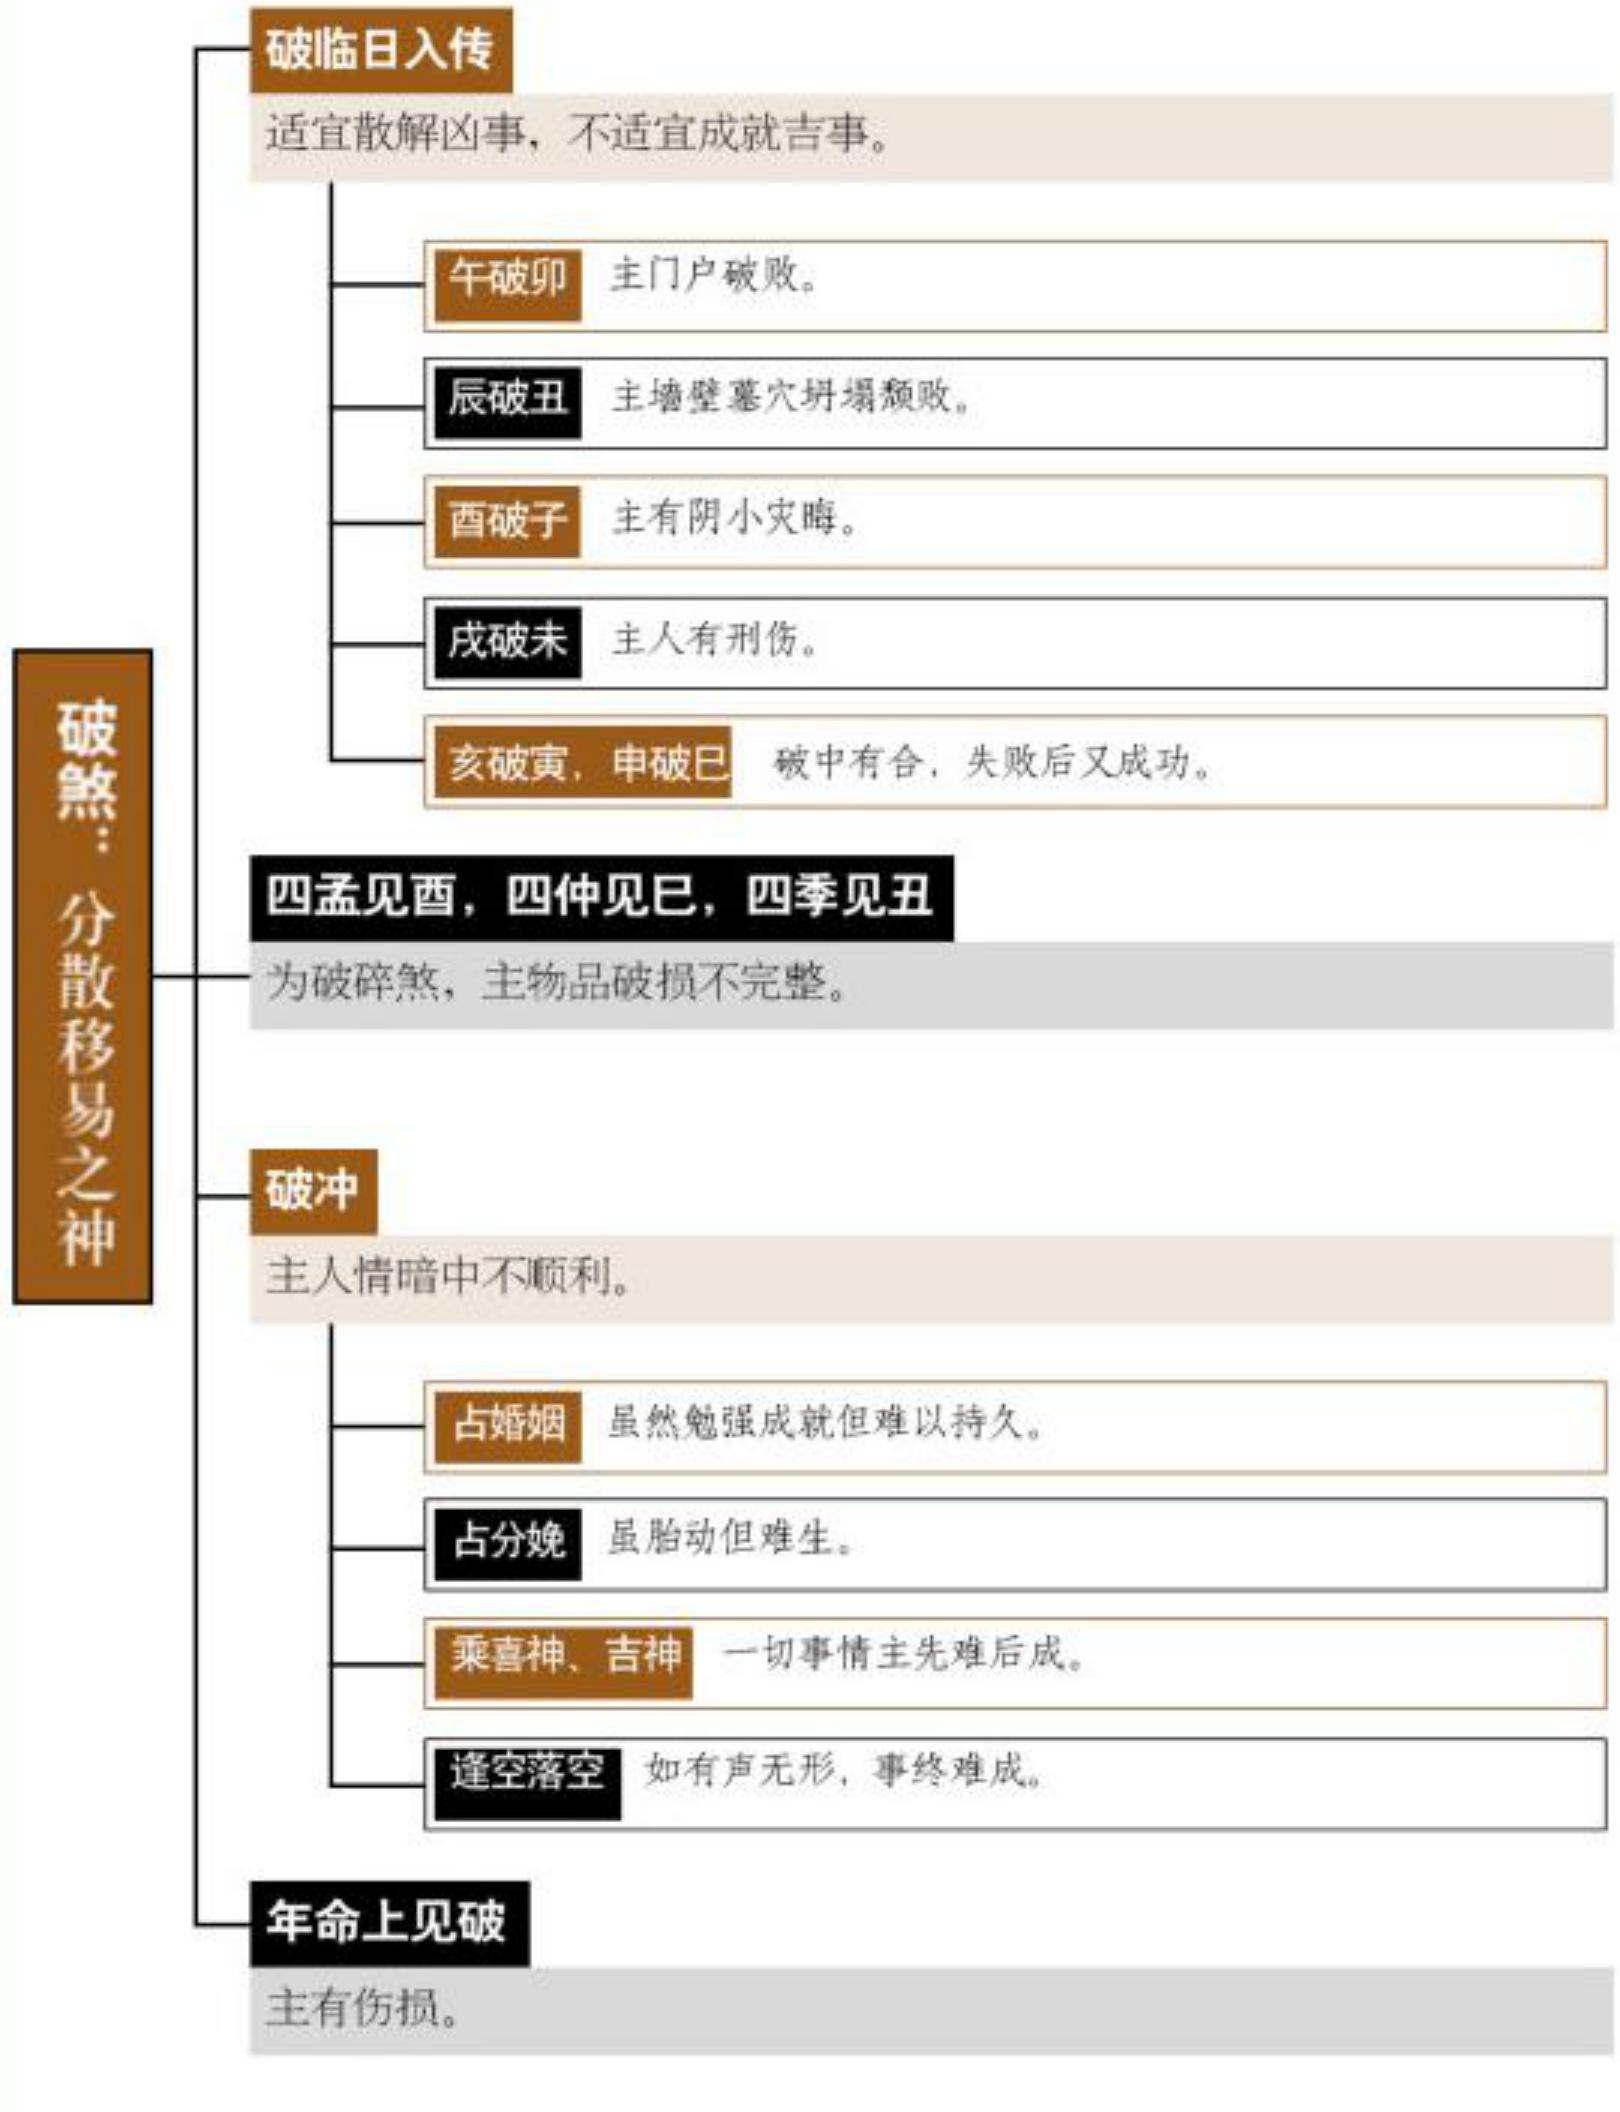 破煞：分散移易之神
破临日入传
适宜散解凶事，不适宜成就吉事。
午破卯 主门户破败。
辰破丑 主墙壁墓穴坍塌颓败。
酉破子 主有阴小灾晦。
戌破未 主人有刑伤。
亥破寅，申破巳 破中有合，失败后又成功。
四孟见酉，四仲见巳，四季见丑
为破碎煞，主物品破损不完整。
破冲
主人情暗中不顺利。
占婚姻 虽然勉强成就但难以持久。
占分娩 虽胎动但难生。
乘喜神、吉神 一切事情主先难后成。
逢空落空 如有声无形，事终难成。
年命上见破
主有伤损。